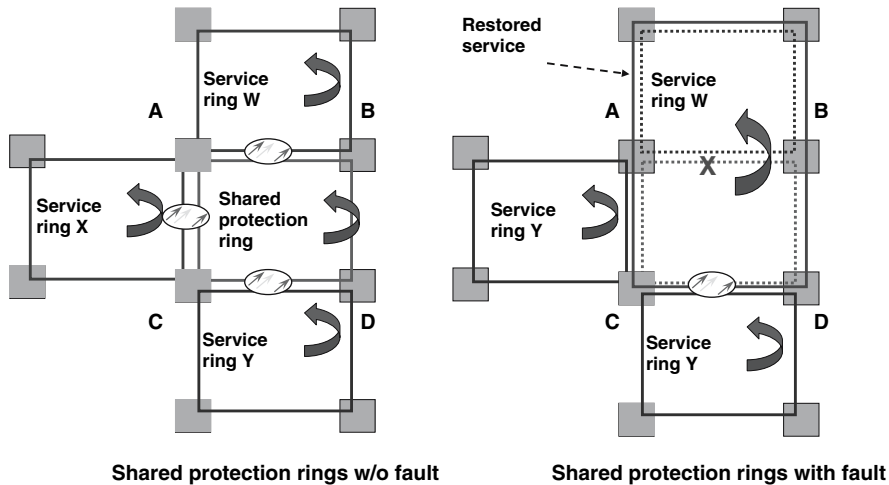 Service
ring W
A
B
Service
ring X
Shared
protection
ring
C
D
Service
ring Y
Shared protection rings w/o fault
Restored
service
Service
ring W
A
B
X
Service
ring Y
C
D
Service
ring Y
Shared protection rings with fault